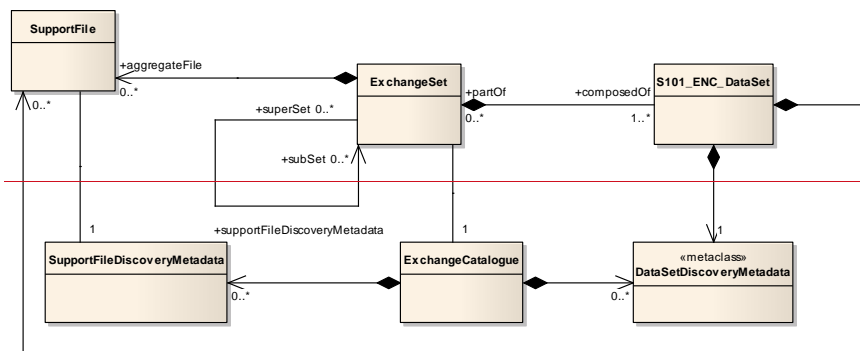 SupportFile
+aggregateFile
0..*
0..*
ExchangeSet
+superSet 0..*
+subSet 0..*
+partOf
0..*
+composedOf
1..*
S101_ENC_DataSet
1
+supportFileDiscoveryMetadata
1
1
SupportFileDiscoveryMetadata
0..*
ExchangeCatalogue
0..*
«metaclass»
DataSetDiscoveryMetadata